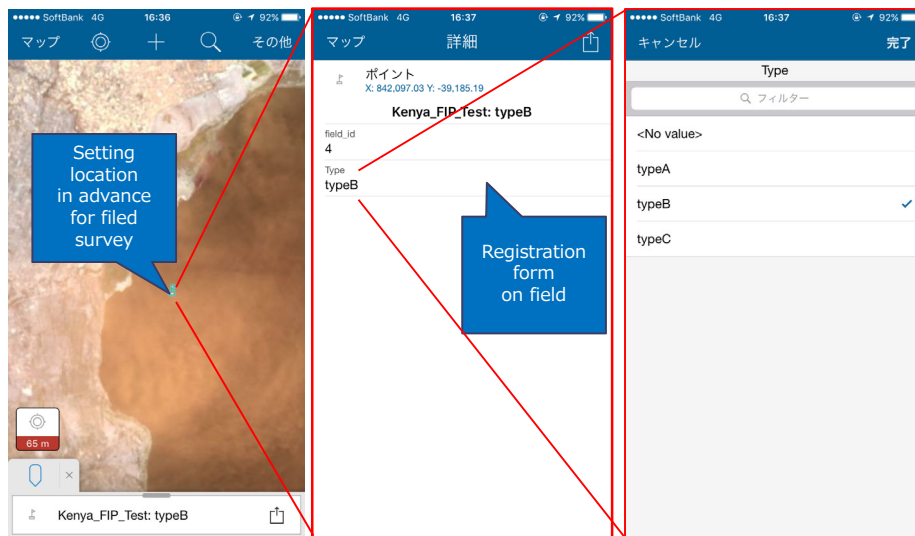 ●●●●● SoftBank 4G 16:36 92%
マップ その他
Setting
location
in advance
for filed
survey
65 m
×
Kenya_FIP_Test: typeB
●●●●● SoftBank 4G 16:37 92%
マップ 詳細
ポイント
X: 842,097.03 Y: -39,185.19
Kenya_FIP_Test: typeB
field_id
4
Type
typeB
Registration
form
on field
●●●●● SoftBank 4G 16:37 92%
キャンセル 完了
Type
フィルター
<No value>
typeA
typeB
typeC